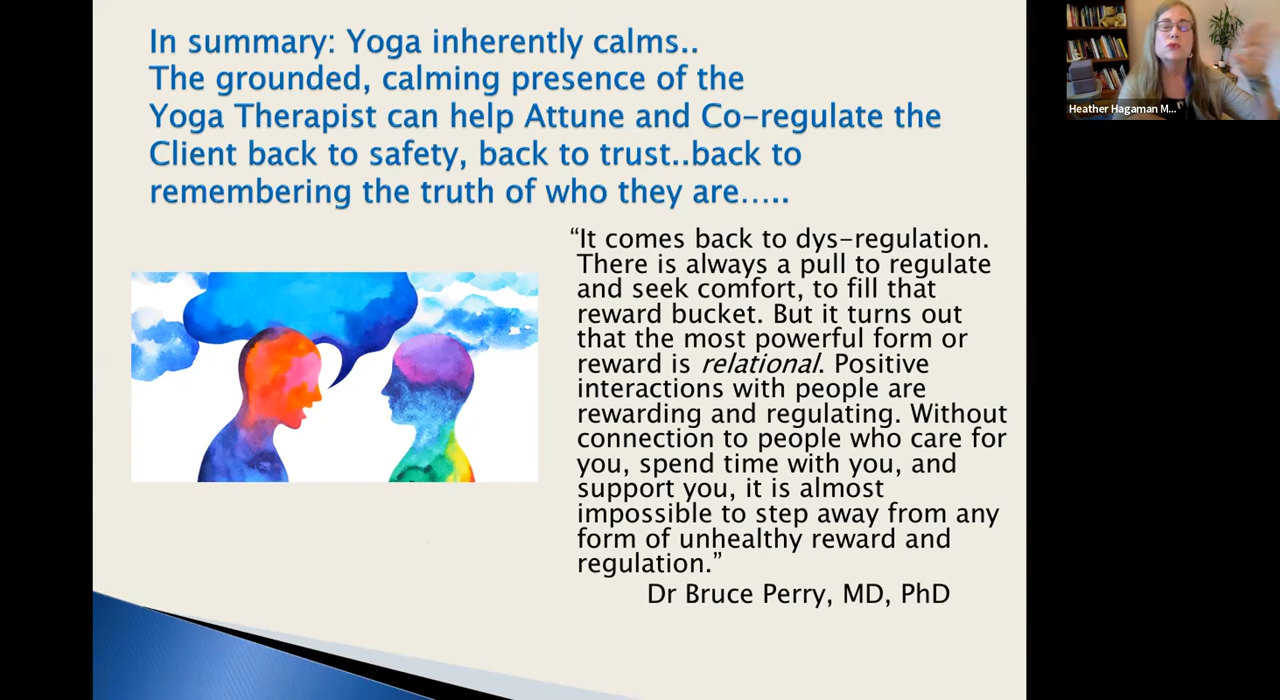 In summary: Yoga inherently calms..
The grounded, calming presence of the
Yoga Therapist can help Attune and Co-regulate the
Client back to safety, back to trust..back to
remembering the truth of who they are…..
“It comes back to dys-regulation.
There is always a pull to regulate
and seek comfort, to fill that
reward bucket. But it turns out
that the most powerful form or
reward is relational. Positive
interactions with people are
rewarding and regulating. Without
connection to people who care for
you, spend time with you, and
support you, it is almost
impossible to step away from any
form of unhealthy reward and
regulation.”
Dr Bruce Perry, MD, PhD
Heather Hagaman M...